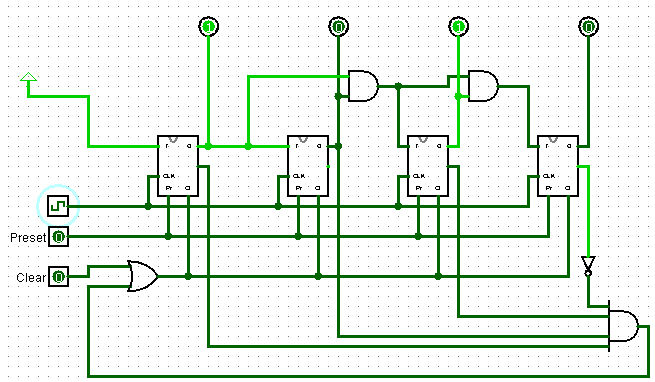 1 0 1 0
T Q T Q T Q T Q
CLK CLK CLK CLK
Pr Cl Pr Cl Pr Cl Pr Cl
Preset 0
Clear 0